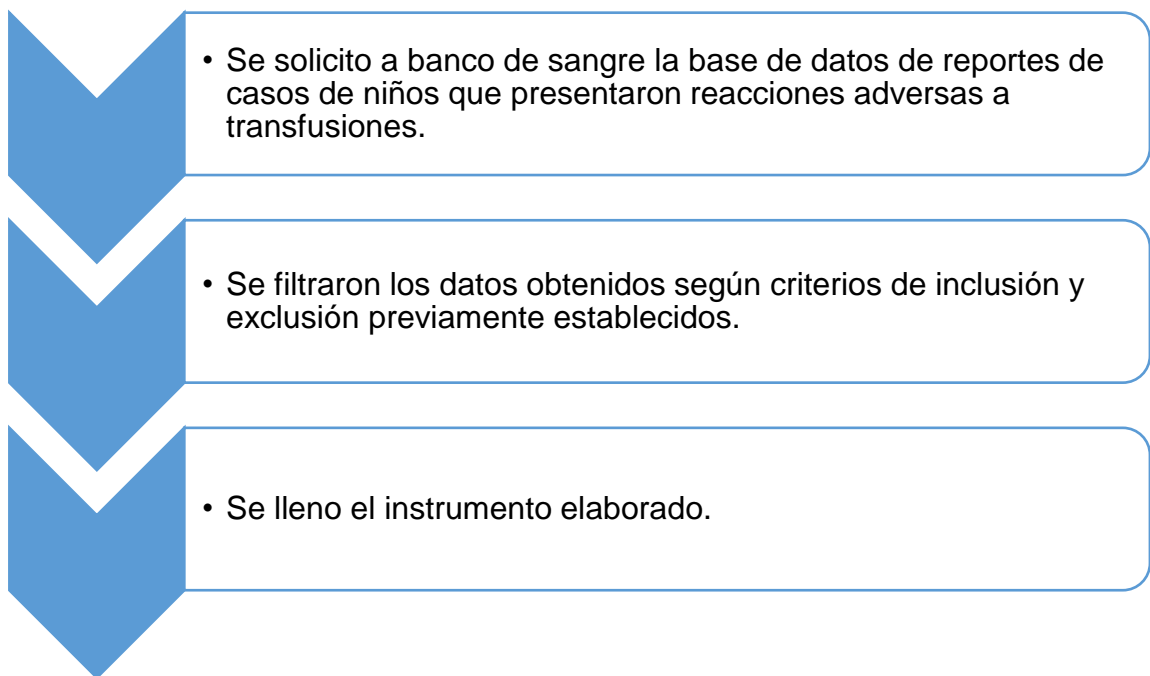 • Se solicito a banco de sangre la base de datos de reportes de
casos de niños que presentaron reacciones adversas a
transfusiones.
• Se filtraron los datos obtenidos según criterios de inclusión y
exclusión previamente establecidos.
• Se lleno el instrumento elaborado.